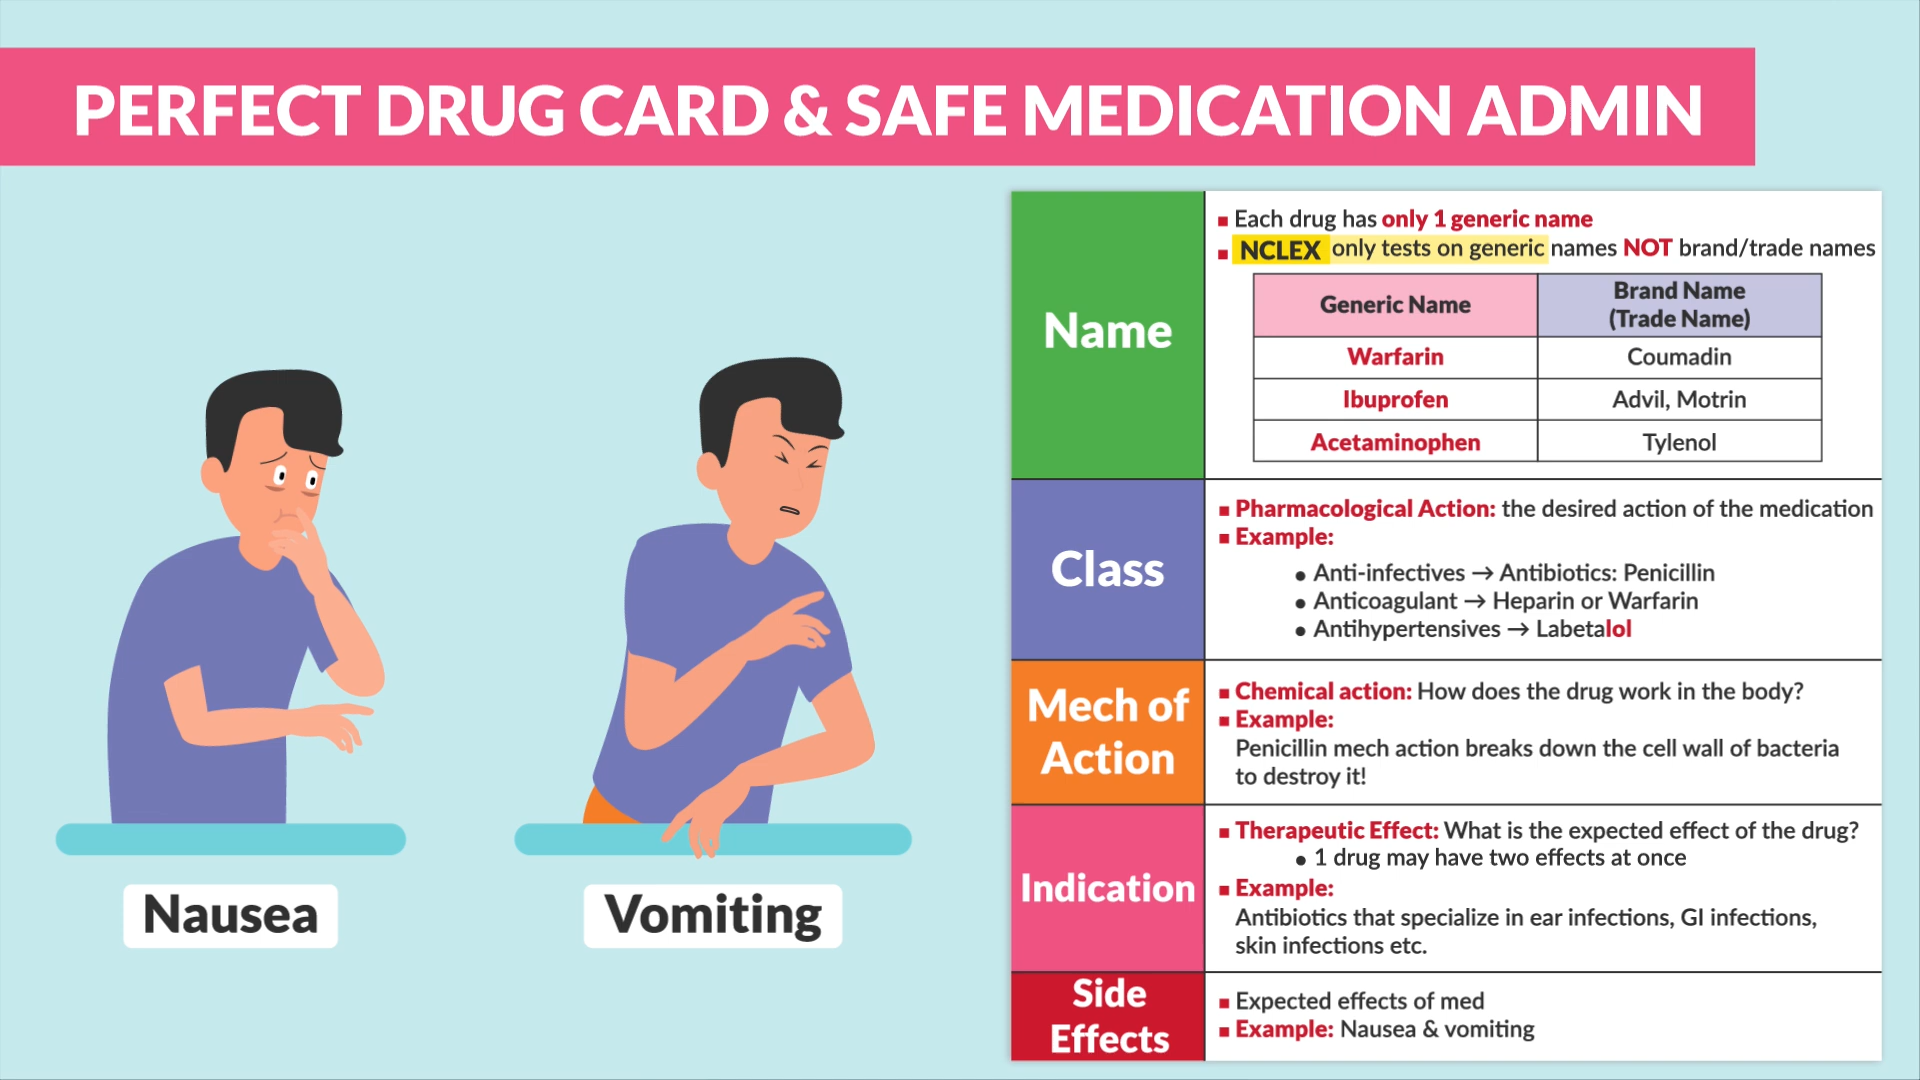 PERFECT DRUG CARD & SAFE MEDICATION ADMIN
Nausea
Vomiting
Name
Each drug has only 1 generic name
NCLEX only tests on generic names NOT brand/trade names
Generic Name
Brand Name
(Trade Name)
Warfarin
Coumadin
Ibuprofen
Advil, Motrin
Acetaminophen
Tylenol
Class
Pharmacological Action: the desired action of the medication
Example:
Anti-infectives → Antibiotics: Penicillin
Anticoagulant → Heparin or Warfarin
Antihypertensives → Labetalol
Mech of
Action
Chemical action: How does the drug work in the body?
Example:
Penicillin mech action breaks down the cell wall of bacteria
to destroy it!
Indication
Therapeutic Effect: What is the expected effect of the drug?
1 drug may have two effects at once
Example:
Antibiotics that specialize in ear infections, GI infections,
skin infections etc.
Side
Effects
Expected effects of med
Example: Nausea & vomiting